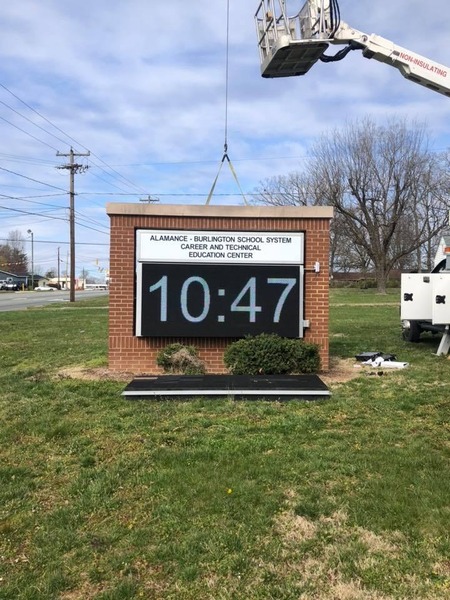 NON-INSULATING
ALAMANCE - BURLINGTON SCHOOL SYSTEM
CAREER AND TECHNICAL
EDUCATION CENTER
10:47